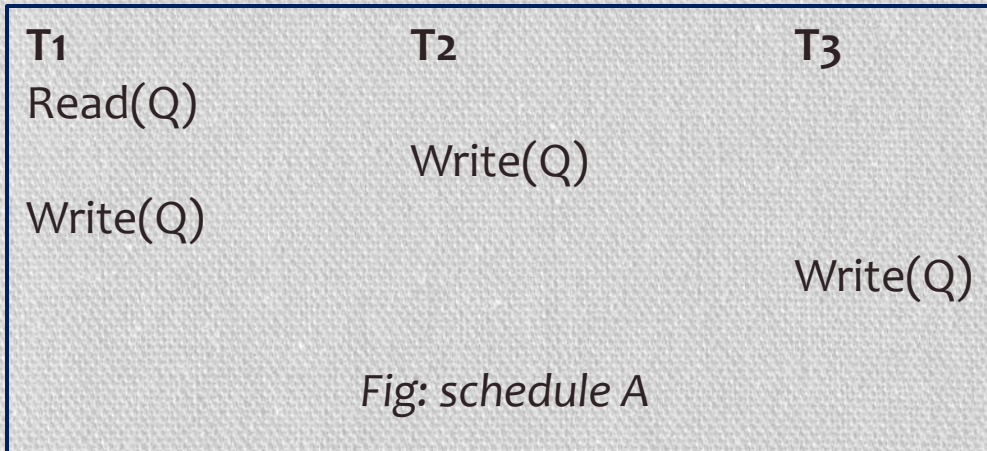 T1 T2 T3
Read(Q)
Write(Q)
Write(Q)
Write(Q)
Fig: schedule A